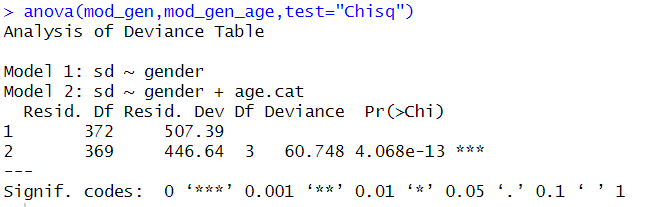 > anova(mod_gen,mod_gen_age,test="Chisq")
Analysis of Deviance Table
Model 1: sd ~ gender
Model 2: sd ~ gender + age.cat
  Resid. Df Resid. Dev Df Deviance  Pr(>Chi)
1       372     507.39
2       369     446.64  3   60.748 4.068e-13 ***
---
Signif. codes:  0 ‘***’ 0.001 ‘**’ 0.01 ‘*’ 0.05 ‘.’ 0.1 ‘ ’ 1